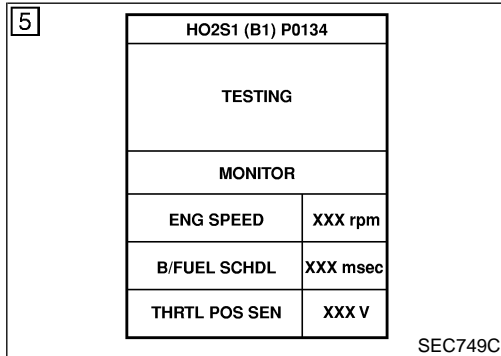 5
HO2S1 (B1) P0134
TESTING
MONITOR
ENG SPEED XXX rpm
B/FUEL SCHDL XXX msec
THRTL POS SEN XXX V
SEC749C